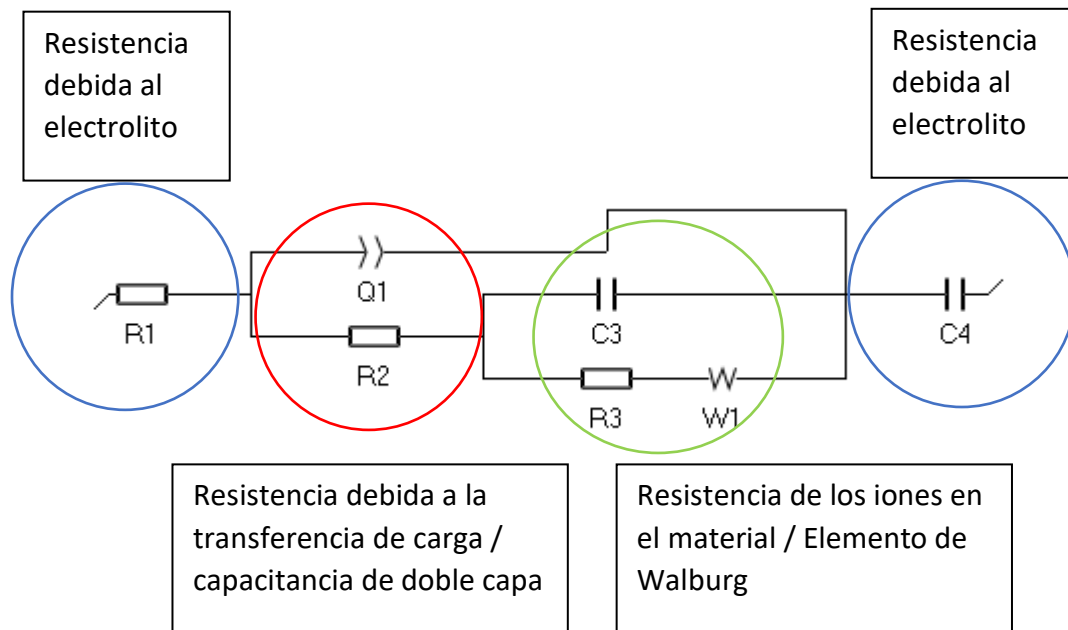 Resistencia
debida al
electrolito
Resistencia
debida al
electrolito
Q1
R1
C3
C4
R2
R3
W1
Resistencia debida a la
transferencia de carga /
capacitancia de doble capa
Resistencia de los iones en
el material / Elemento de
Walburg